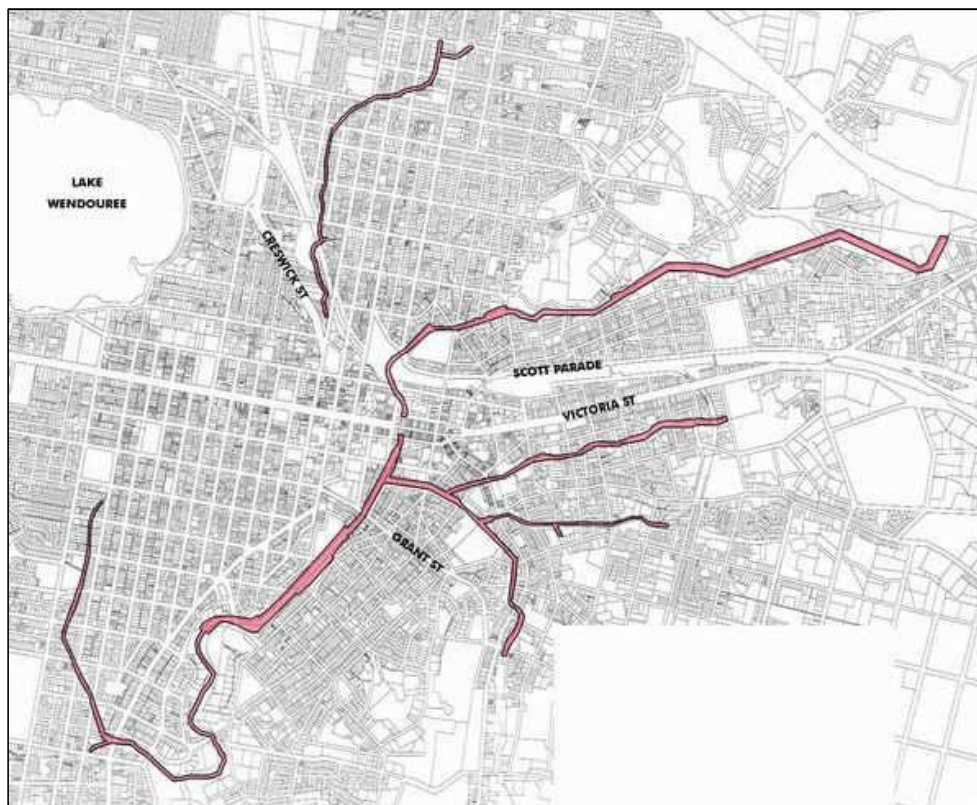 LAKE
WENDOUREE
CRESWICK ST
SCOTT PARADE
VICTORIA ST
GRANT ST